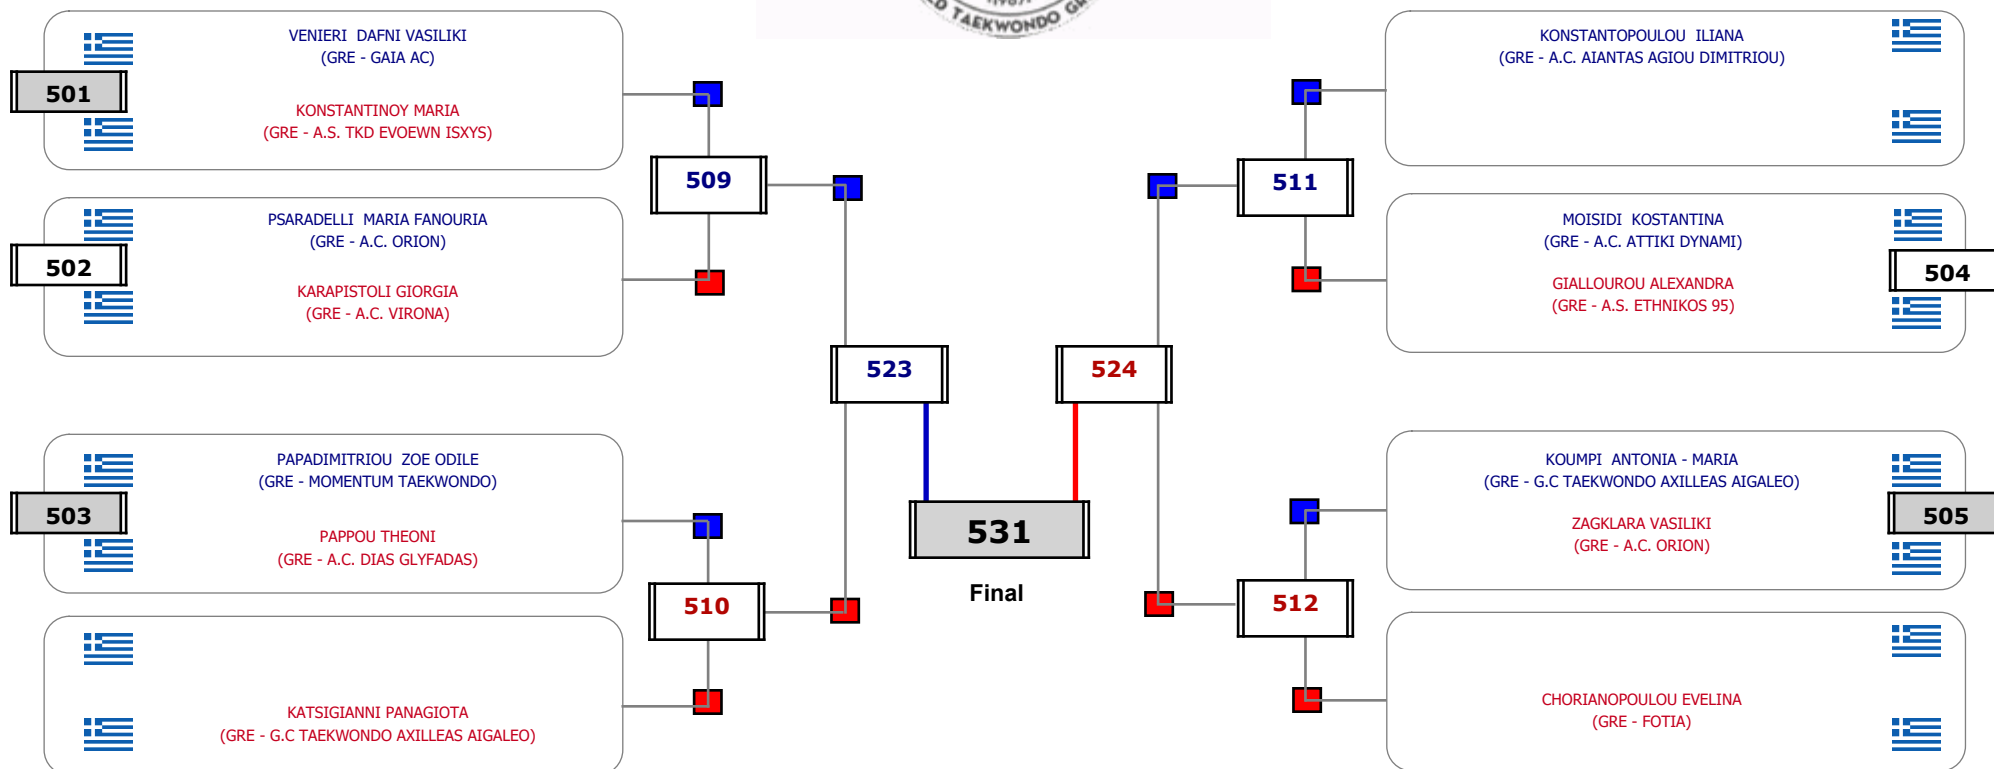 TAEKWONDO
VENIERI DAFNI VASILIKI
(GRE - GAIA AC)
501
KONSTANTINOY MARIA
(GRE - A.S. TKD EVOEWN ISXYS)
509
PSARADELLI MARIA FANOURIA
(GRE - A.C. ORION)
502
KARAPISTOLI GIORGIA
(GRE - A.C. VIRONA)
523
PAPADIMITRIOU ZOE ODILE
(GRE - MOMENTUM TAEKWONDO)
503
PAPPOU THEONI
(GRE - A.C. DIAS GLYFADAS)
510
KATSIGIANNI PANAGIOTA
(GRE - G.C TAEKWONDO AXILLEAS AIGALEO)
531
Final
KONSTANTOPOULOU ILIANA
(GRE - A.C. AIANTAS AGIOU DIMITRIOU)
511
MOISIDI KOSTANTINA
(GRE - A.C. ATTIKI DYNAMI)
504
GIALLOUROU ALEXANDRA
(GRE - A.S. ETHNIKOS 95)
524
KOUMPI ANTONIA - MARIA
(GRE - G.C TAEKWONDO AXILLEAS AIGALEO)
505
ZAGKLARA VASILIKI
(GRE - A.C. ORION)
512
CHORIANOPOULOU EVELINA
(GRE - FOTIA)